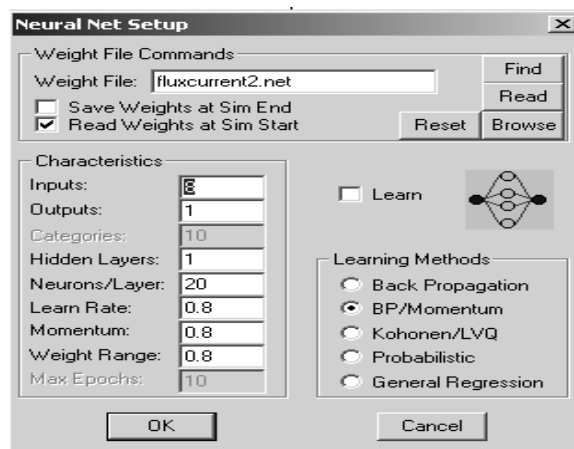 Neural Net Setup
Weight File Commands
Weight File: fluxcurrent2.net
Find
Read
Save Weights at Sim End
Read Weights at Sim Start
Reset
Browse
Characteristics
Inputs:
Outputs: 1
Categories: 10
Hidden Layers: 1
Neurons/Layer: 20
Learn Rate: 0.8
Momentum: 0.8
Weight Range: 0.8
Max Epochs: 10
Learn
Learning Methods
Back Propagation
BP/Momentum
Kohonen/LVQ
Probabilistic
General Regression
OK
Cancel